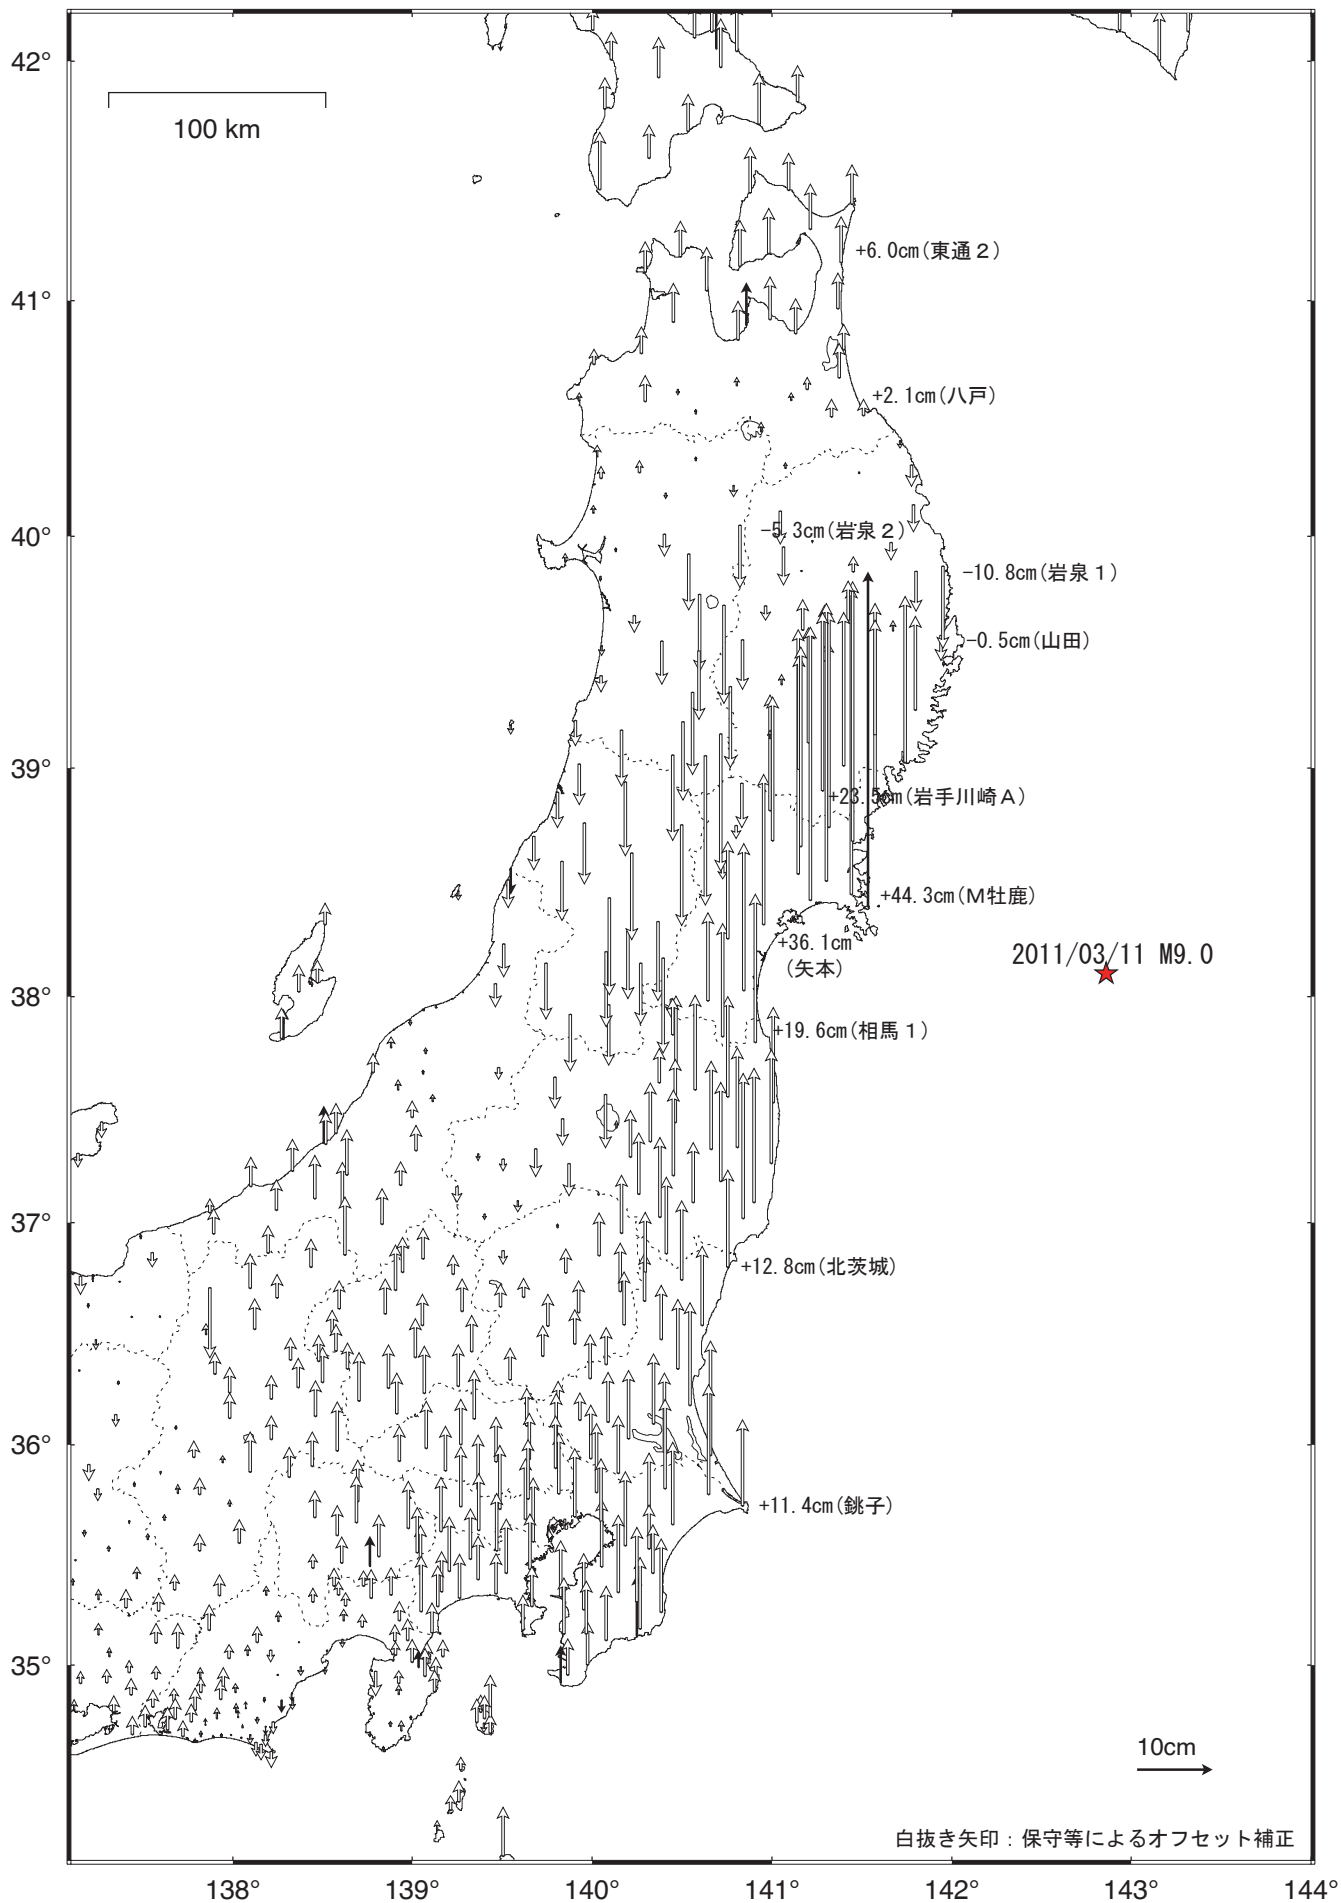 42°
100 km
+6.0cm(東通２)
41°
+2.1cm(八戸)
40°
-5.3cm(岩泉２)
-10.8cm(岩泉１)
-0.5cm(山田)
39°
+23.5cm(岩手川崎Ａ)
+44.3cm(Ｍ牡鹿)
+36.1cm
(矢本)
2011/03/11 M9.0
38°
+19.6cm(相馬１)
37°
+12.8cm(北茨城)
36°
+11.4cm(銚子)
35°
10cm
白抜き矢印：保守等によるオフセット補正
138°
139°
140°
141°
142°
143°
144°